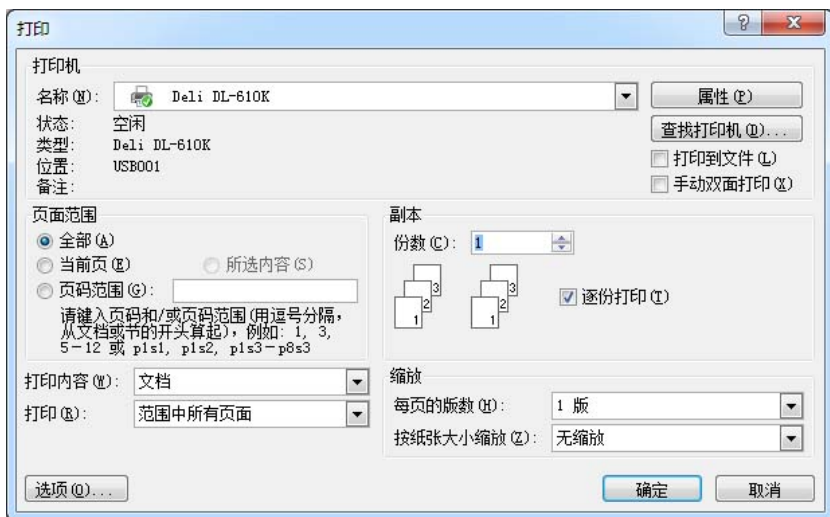 打印
打印机
名称(N): Deli DL-610K 属性(P)
状态: 空闲 查找打印机(D)...
类型: Deli DL-610K
位置: USB001 打印到文件(L)
备注: 手动双面打印(X)
页面范围
全部(A)
当前页(E) 所选内容(S)
页码范围(G):
请键入页码和/或页码范围(用逗号分隔,
从文档或节的开头算起), 例如: 1, 3,
5-12 或 p1s1, p1s2, p1s3-p8s3
副本
份数(C): 1
3 3
2 2
1 1
逐份打印(T)
打印内容(W): 文档
打印(R): 范围中所有页面
缩放
每页的版数(H): 1 版
按纸张大小缩放(Z): 无缩放
选项(O)... 确定 取消